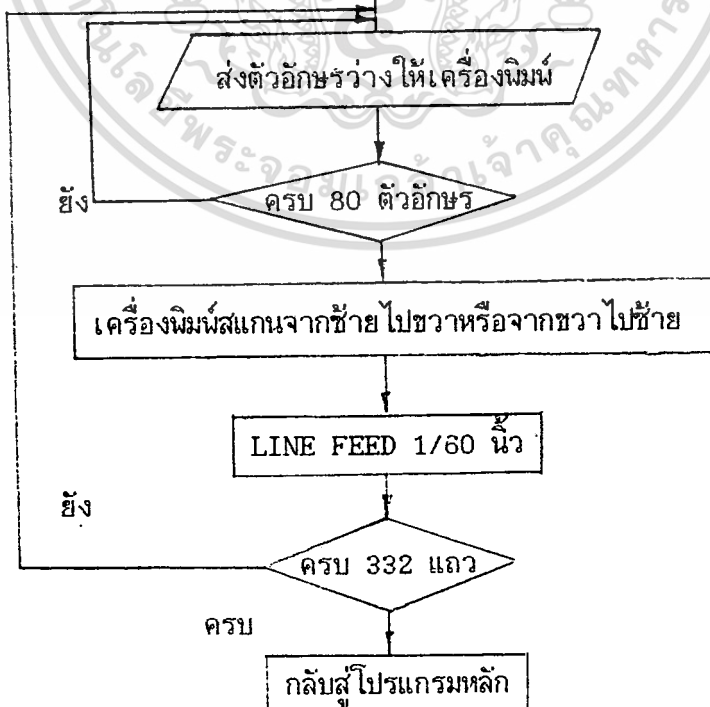 ส่งตัวอักษรว่างให้เครื่องพิมพ์
ยัง
ครบ 80 ตัวอักษร
เครื่องพิมพ์สแกนจากซ้ายไปขวาหรือจากขวาไปซ้าย
LINE FEED 1/60 นิ้ว
ยัง
ครบ 332 แถว
ครบ
กลับสู่โปรแกรมหลัก